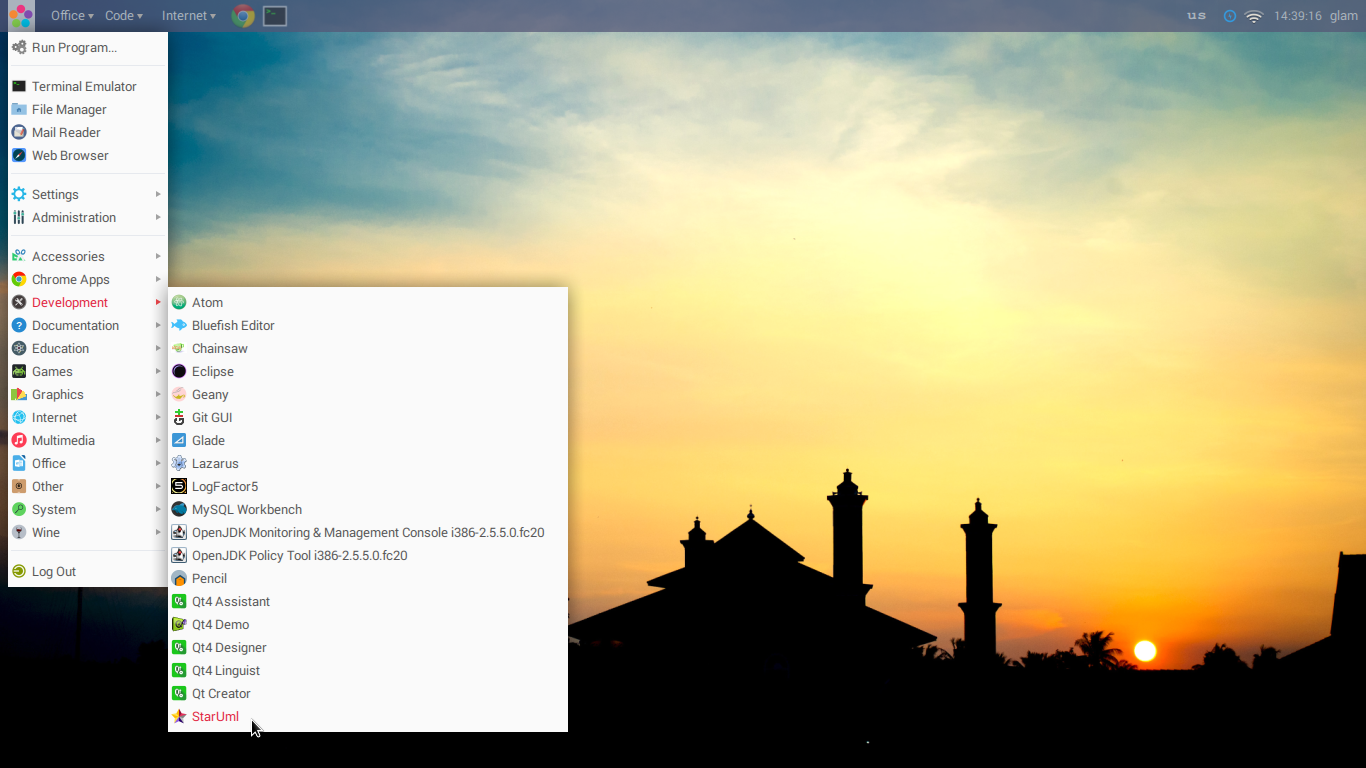 Office Code Internet us 14:39:16 glam
Run Program...
Terminal Emulator
File Manager
Mail Reader
Web Browser
Settings
Administration
Accessories
Chrome Apps
Development
Documentation
Education
Games
Graphics
Internet
Multimedia
Office
Other
System
Wine
Log Out
Atom
Bluefish Editor
Chainsaw
Eclipse
Geany
Git GUI
Glade
Lazarus
LogFactor5
MySQL Workbench
OpenJDK Monitoring & Management Console i386-2.5.5.0.fc20
OpenJDK Policy Tool i386-2.5.5.0.fc20
Pencil
Qt4 Assistant
Qt4 Demo
Qt4 Designer
Qt4 Linguist
Qt Creator
StarUml